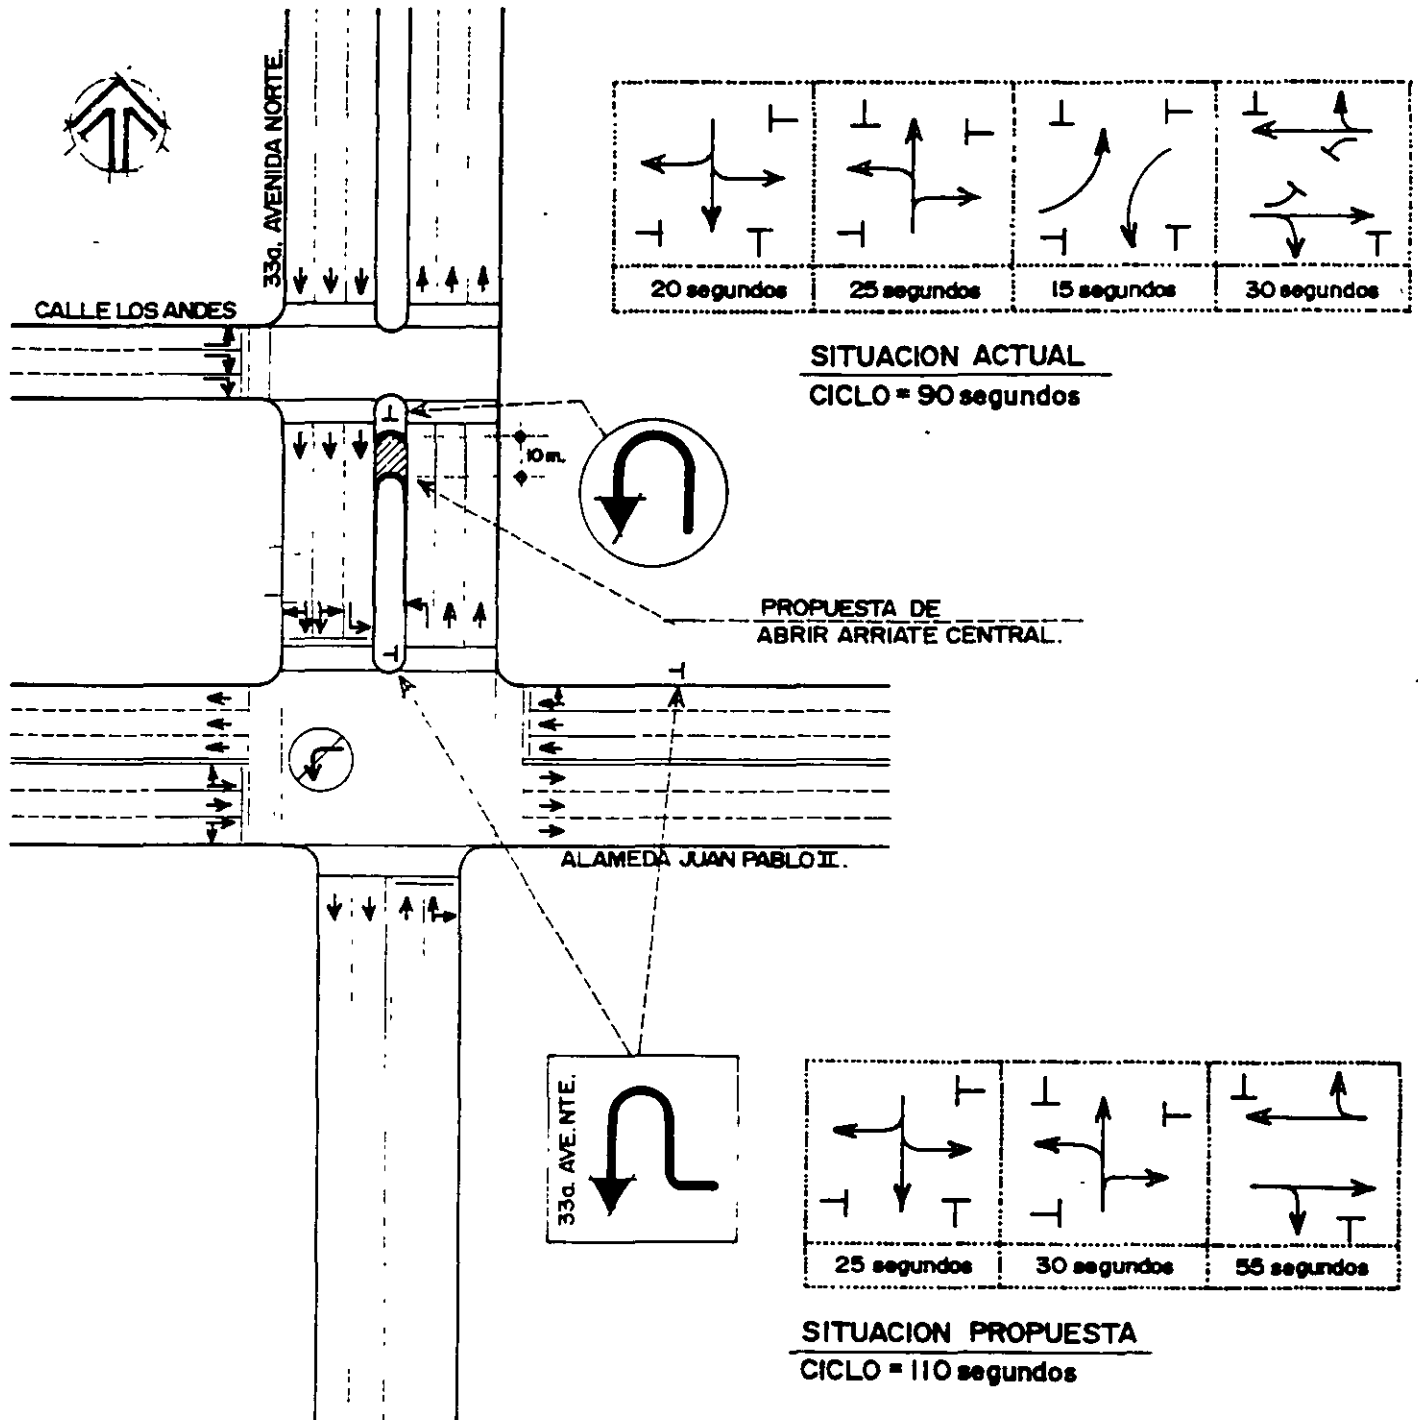 33a. AVENIDA NORTE.
CALLE LOS ANDES
20 segundos
25 segundos
15 segundos
30 segundos
SITUACION ACTUAL
CICLO = 90 segundos
10 m.
PROPUESTA DE
ABRIR ARRIATE CENTRAL.
ALAMEDA JUAN PABLO II.
33a. AVE. NTE.
25 segundos
30 segundos
55 segundos
SITUACION PROPUESTA
CICLO = 110 segundos